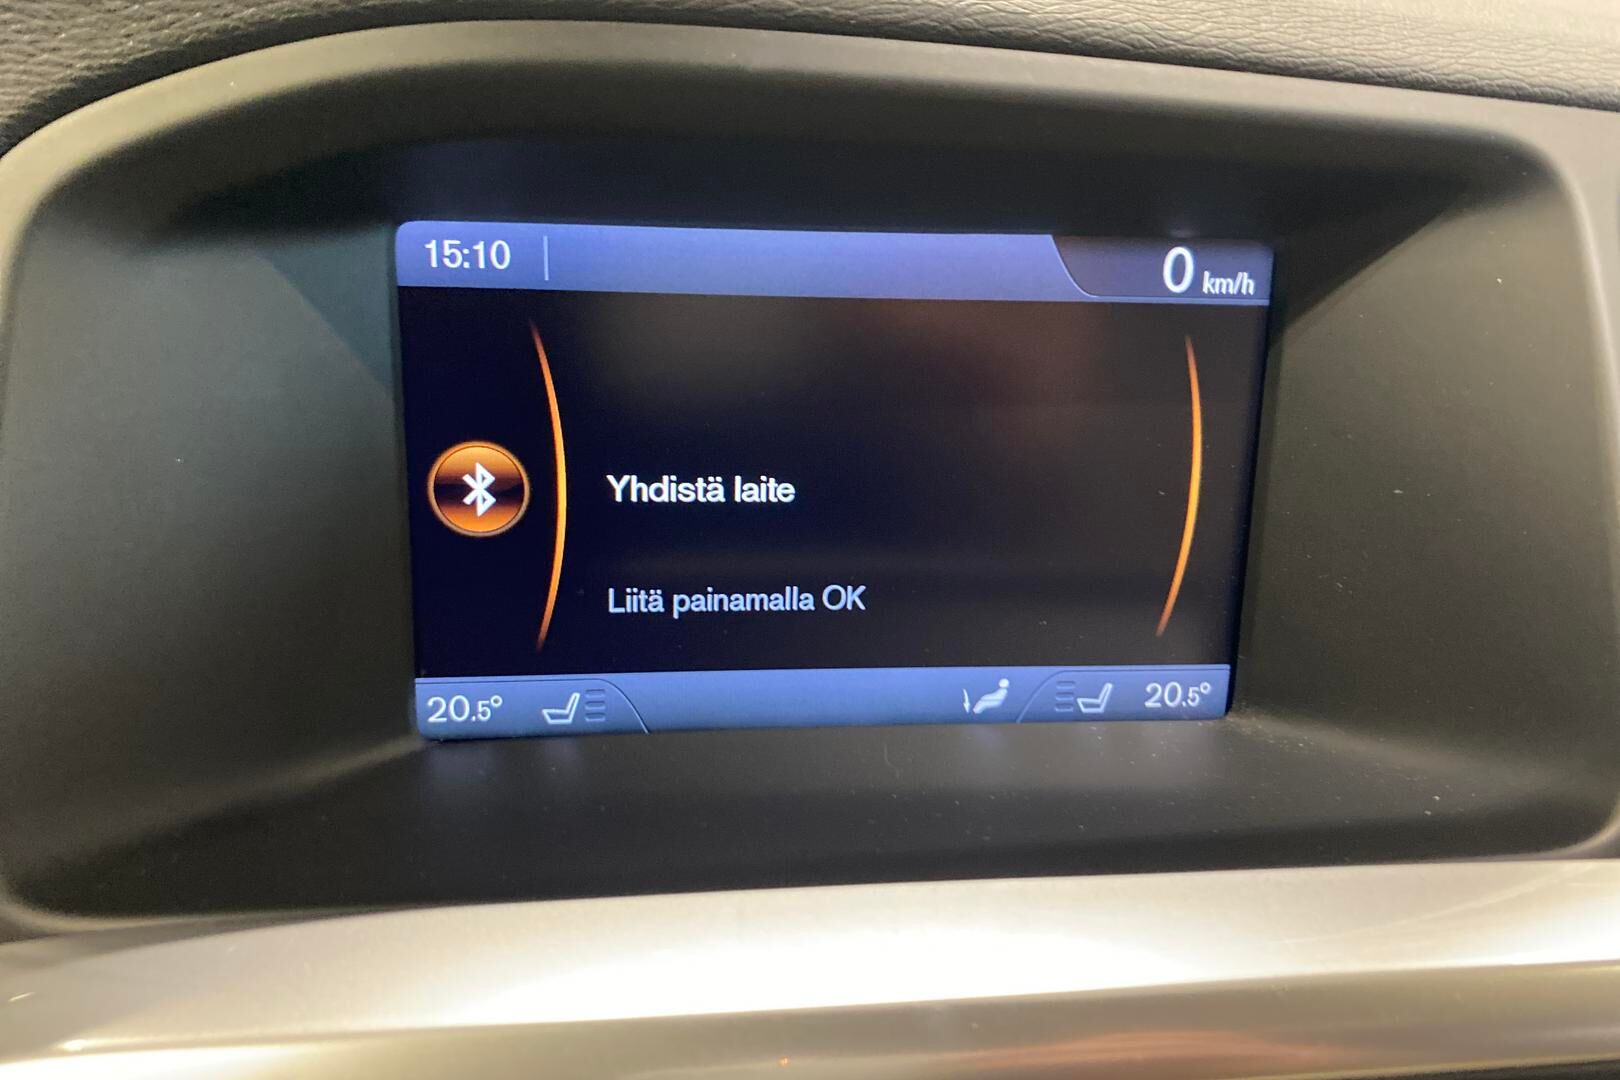 15:10
0 km/h
Yhdistä laite
Liitä painamalla OK
20.5°
20.5°